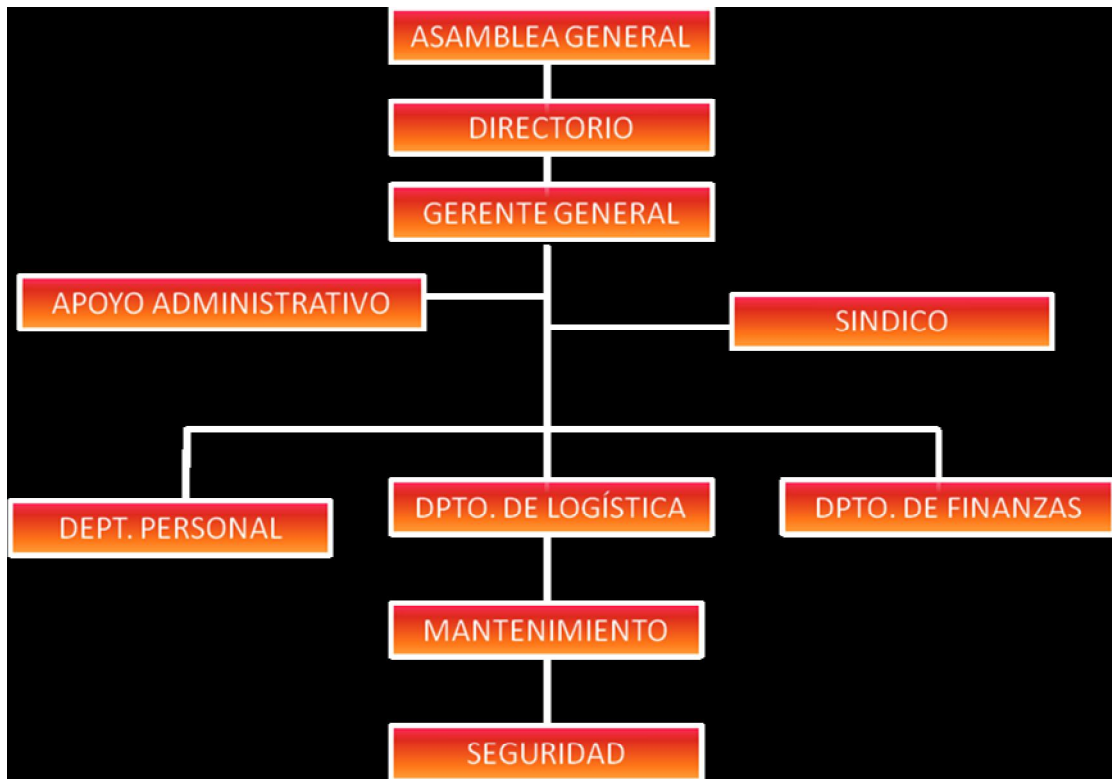 ASAMBLEA GENERAL
DIRECTORIO
GERENTE GENERAL
APOYO ADMINISTRATIVO
SINDICO
DEPT. PERSONAL
DPTO. DE LOGÍSTICA
DPTO. DE FINANZAS
MANTENIMIENTO
SEGURIDAD